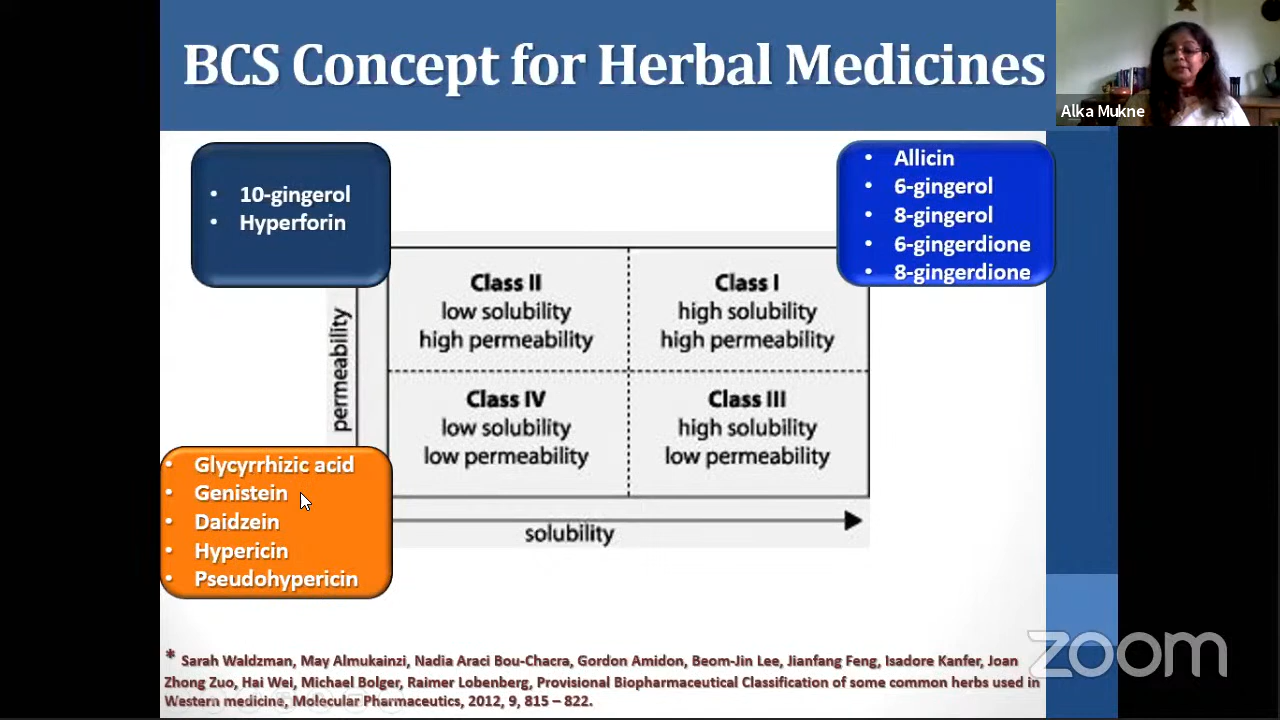 BCS Concept for Herbal Medicines
Alka Mukne
• 10-gingerol
• Hyperforin
• Allicin
• 6-gingerol
• 8-gingerol
• 6-gingerdione
• 8-gingerdione
Class II
low solubility
high permeability
Class I
high solubility
high permeability
permeability
Class IV
low solubility
low permeability
Class III
high solubility
low permeability
• Glycyrrhizic acid
• Genistein
• Daidzein
• Hypericin
• Pseudohypericin
solubility
* Sarah Waldzman, May Almukainzi, Nadia Araci Bou-Chacra, Gordon Amidon, Beom-Jin Lee, Jianfang Feng, Isadore Kanfer, Joan
Zhong Zuo, Hai Wei, Michael Bolger, Raimer Lobenberg, Provisional Biopharmaceutical Classification of some common herbs used in
Western medicine, Molecular Pharmaceutics, 2012, 9, 815 – 822.
zoom